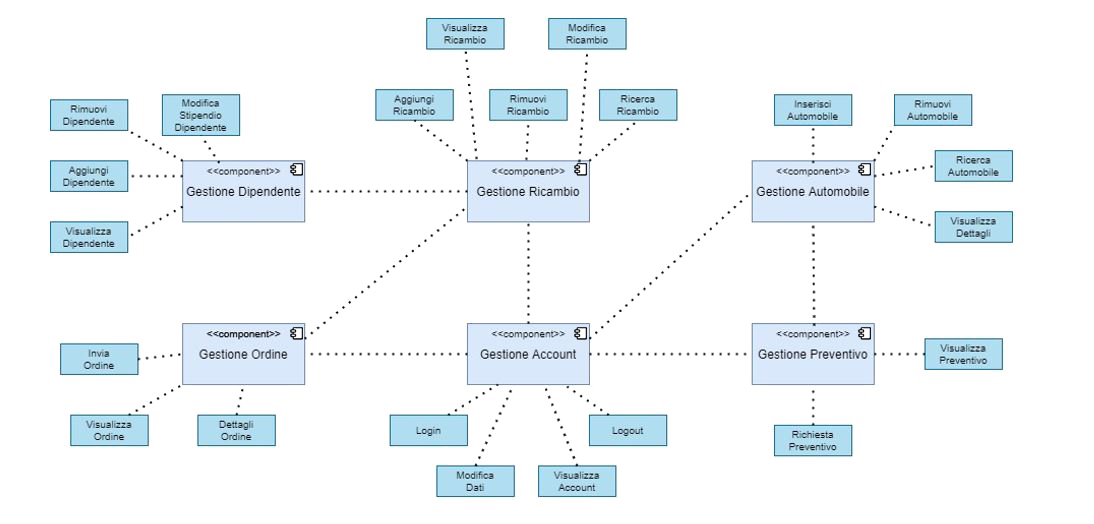 Visualizza
Ricambio
Modifica
Ricambio
Rimuovi
Dipendente
Modifica
Stipendio
Dipendente
Aggiungi
Ricambio
Rimuovi
Ricambio
Ricerca
Ricambio
Inserisci
Automobile
Rimuovi
Automobile
Aggiungi
Dipendente
<<component>>
Gestione Dipendente
<<component>>
Gestione Ricambio
<<component>>
Gestione Automobile
Ricerca
Automobile
Visualizza
Dipendente
Visualizza
Dettagli
Invia
Ordine
<<component>>
Gestione Ordine
<<component>>
Gestione Account
<<component>>
Gestione Preventivo
Visualizza
Preventivo
Visualizza
Ordine
Dettagli
Ordine
Login
Logout
Richiesta
Preventivo
Modifica
Dati
Visualizza
Account